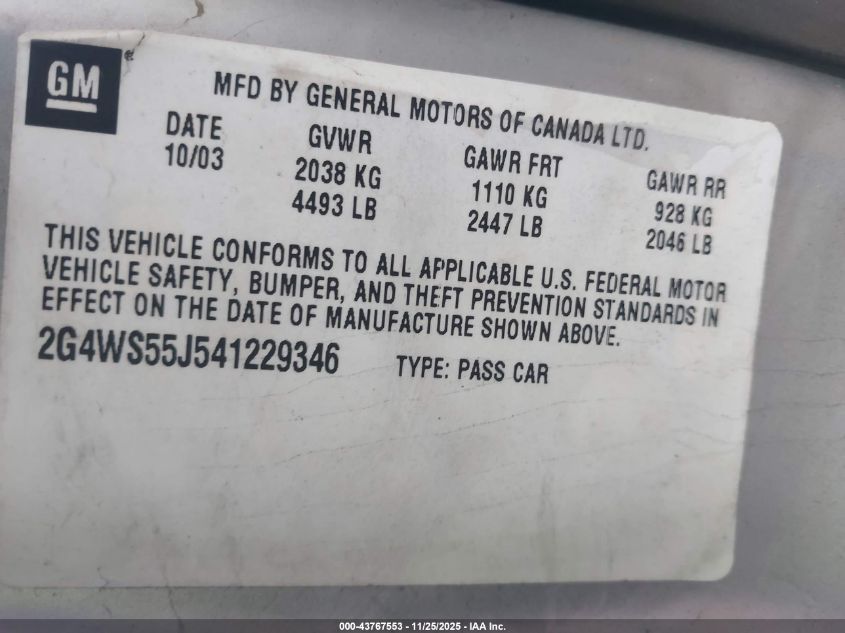 GM
MFD BY GENERAL MOTORS OF CANADA LTD.
DATE GVWR GAWR FRT GAWR RR
10/03 2038 KG 1110 KG 928 KG
4493 LB 2447 LB 2046 LB
THIS VEHICLE CONFORMS TO ALL APPLICABLE U.S. FEDERAL MOTOR
VEHICLE SAFETY, BUMPER, AND THEFT PREVENTION STANDARDS IN
EFFECT ON THE DATE OF MANUFACTURE SHOWN ABOVE.
2G4WS55J541229346 TYPE: PASS CAR
000-43767553 - 11/25/2025 - IAA Inc.